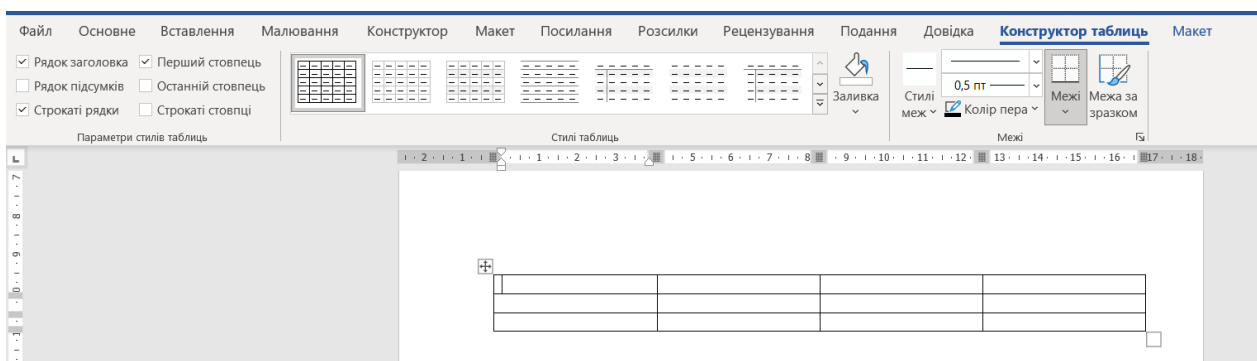 Файл Основне Вставлення Малювання Конструктор Макет Посилання Розсилки Рецензування Подання Довідка Конструктор таблиць Макет
Рядок заголовка Перший стовпець
Рядок підсумків Останній стовпець
Строкаті рядки Строкаті стовпці
Параметри стилів таблиць
Стилі таблиць
Заливка
Стилі меж
0,5 пт
Колір пера
Межі
Межа за зразком
Межі
2 1 1 2 3 5 6 7 8 9 10 11 12 13 14 15 16 17 18